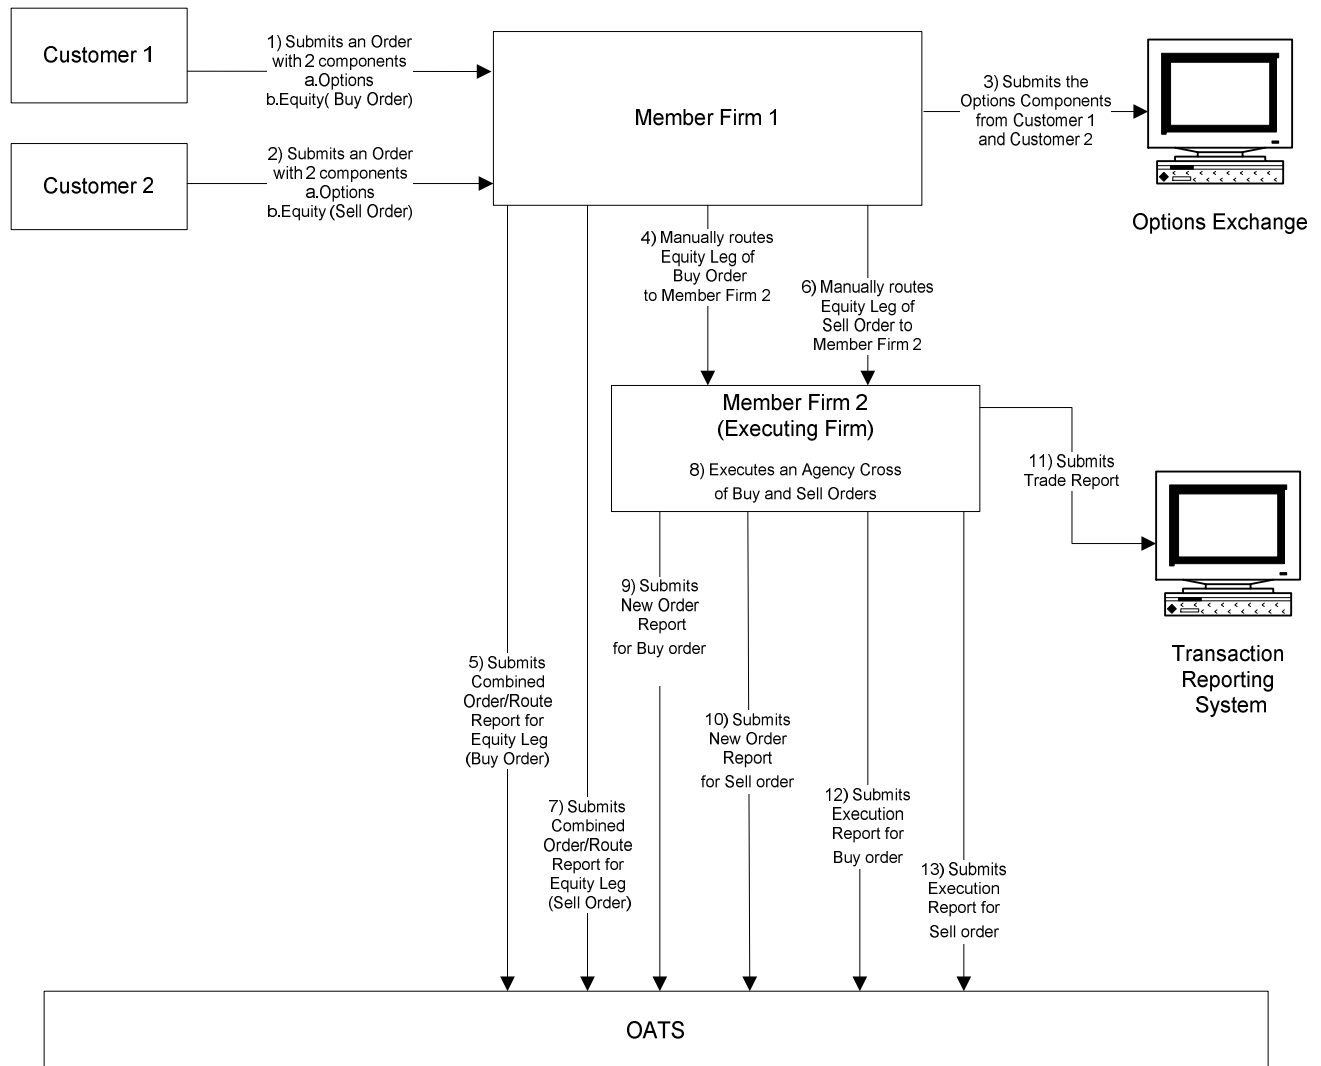 Customer 1
1) Submits an Order
with 2 components
a.Options
b.Equity( Buy Order)
Member Firm 1
3) Submits the
Options Components
from Customer 1
and Customer 2
Customer 2
2) Submits an Order
with 2 components
a.Options
b.Equity (Sell Order)
Options Exchange
4) Manually routes
Equity Leg of
Buy Order
to Member Firm 2
6) Manually routes
Equity Leg of
Sell Order to
Member Firm 2
Member Firm 2
(Executing Firm)
8) Executes an Agency Cross
of Buy and Sell Orders
11) Submits
Trade Report
Transaction
Reporting
System
9) Submits
New Order
Report
for Buy order
5) Submits
Combined
Order/Route
Report for
Equity Leg
(Buy Order)
10) Submits
New Order
Report
for Sell order
7) Submits
Combined
Order/Route
Report for
Equity Leg
(Sell Order)
12) Submits
Execution
Report for
Buy order
13) Submits
Execution
Report for
Sell order
OATS